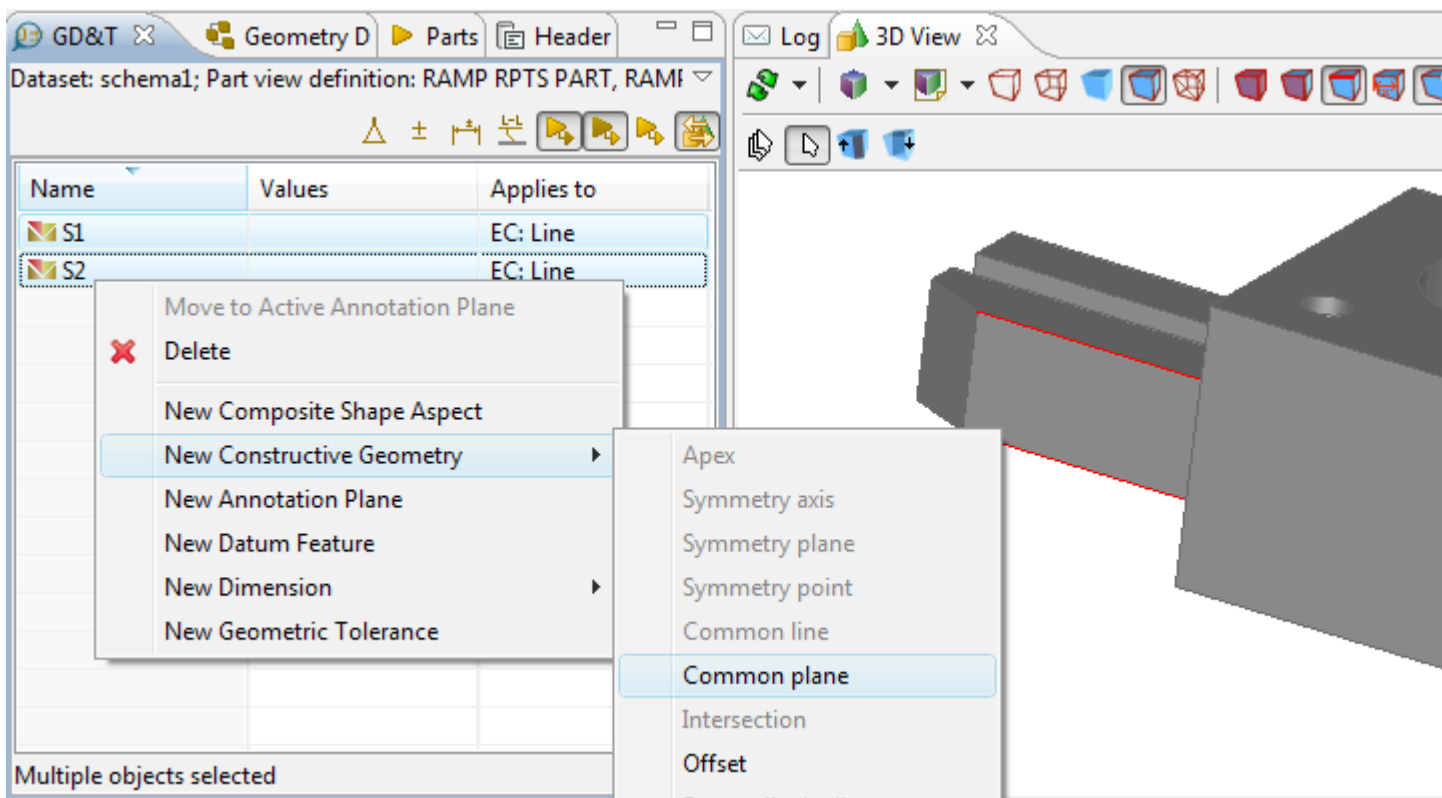 GD&T
Geometry D
Parts
Header
Log
3D View
Dataset: schema1; Part view definition: RAMP RPTS PART, RAMF
Name Values Applies to
S1 EC: Line
S2 EC: Line
Move to Active Annotation Plane
Delete
New Composite Shape Aspect
New Constructive Geometry
New Annotation Plane
New Datum Feature
New Dimension
New Geometric Tolerance
Apex
Symmetry axis
Symmetry plane
Symmetry point
Common line
Common plane
Intersection
Offset
Multiple objects selected